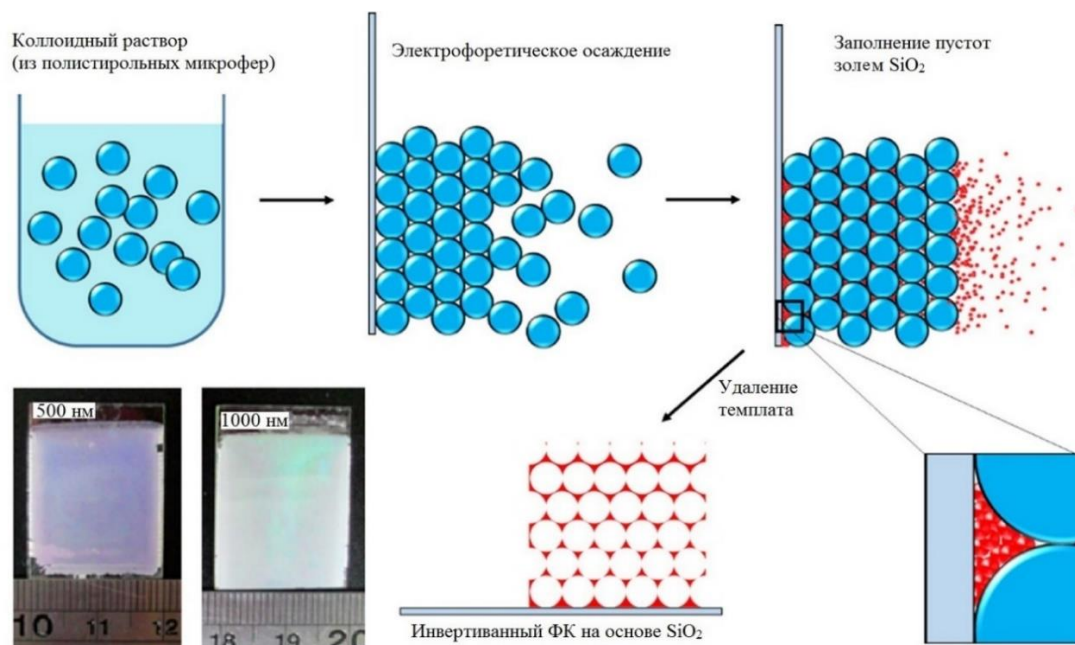 Коллоидный раствор
(из полистирольных микрофер)
Электрофоретическое осаждение
Заполнение пустот
золем SiO₂
Удаление
темплата
500 нм
1000 нм
10 11 12
18 19 20
Инвертиванный ФК на основе SiO₂